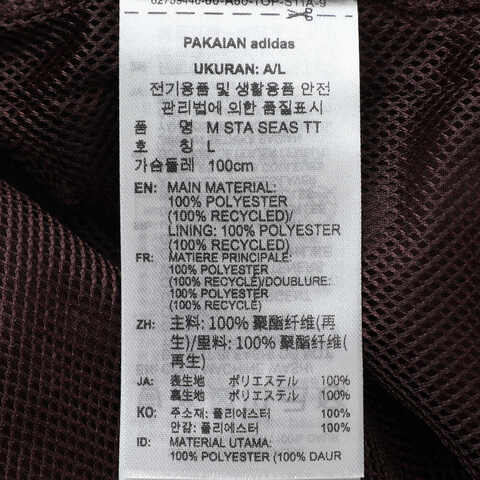 PAKAIAN adidas
UKURAN: A/L
전기용품 및 생활용품 안전
관리법에 의한 품질표시
품 명 M STA SEAS TT
호 칭 L
가슴둘레 100cm
EN: MAIN MATERIAL:
100% POLYESTER
(100% RECYCLED)/
LINING: 100% POLYESTER
(100% RECYCLED)
FR: MATIERE PRINCIPALE:
100% POLYESTER
(100% RECYCLE)/DOUBLURE:
100% POLYESTER
(100% RECYCLE)
ZH: 主料: 100% 聚酯纤维(再
生)/里料: 100% 聚酯纤维(
再生)
JA: 表生地 ポリエステル 100%
裏生地 ポリエステル 100%
KO: 주소재: 폴리에스터 100%
안감: 폴리에스터 100%
ID: MATERIAL UTAMA:
100% POLYESTER (100% DAUR